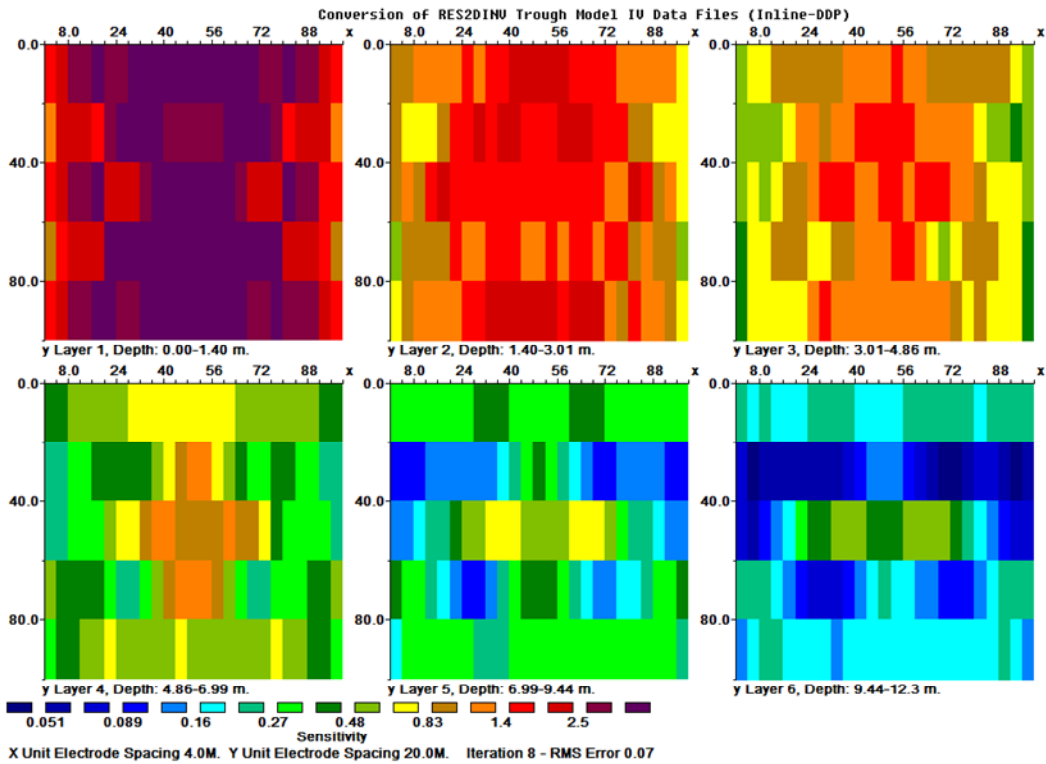 Conversion of RES2DINV Trough Model IV Data Files (Inline-DDP)
8.0 24 40 56 72 88 x 8.0 24 40 56 72 88 x 8.0 24 40 56 72 88 x
0.0 0.0 0.0
40.0 40.0 40.0
80.0 80.0 80.0
y Layer 1, Depth: 0.00-1.40 m. y Layer 2, Depth: 1.40-3.01 m. y Layer 3, Depth: 3.01-4.86 m.
8.0 24 40 56 72 88 x 8.0 24 40 56 72 88 x 8.0 24 40 56 72 88 x
0.0 0.0 0.0
40.0 40.0 40.0
80.0 80.0 80.0
y Layer 4, Depth: 4.86-6.99 m. y Layer 5, Depth: 6.99-9.44 m. y Layer 6, Depth: 9.44-12.3 m.
0.051 0.089 0.16 0.27 0.48 0.83 1.4 2.5
Sensitivity
X Unit Electrode Spacing 4.0M. Y Unit Electrode Spacing 20.0M. Iteration 8 - RMS Error 0.07